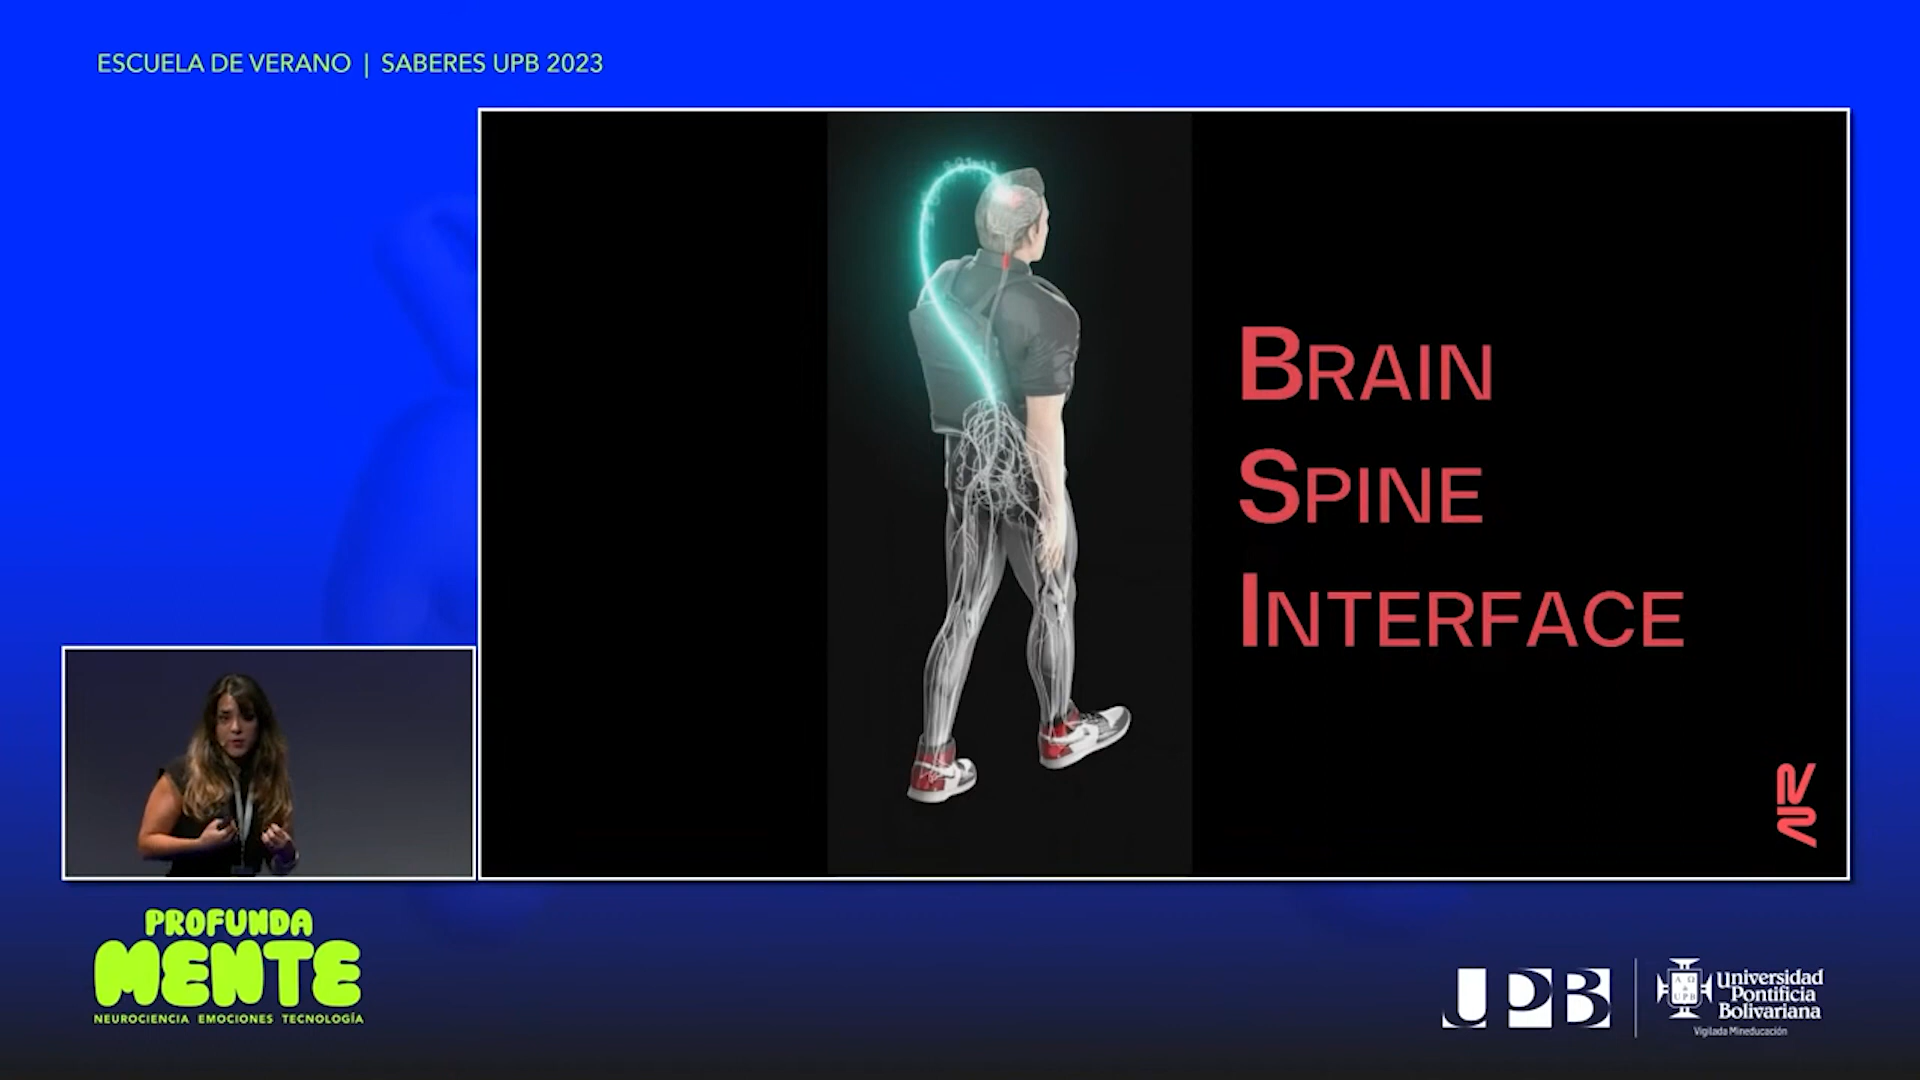 ESCUELA DE VERANO | SABERES UPB 2023
BRAIN
SPINE
INTERFACE
PROFUNDA
MENTE
NEUROCIENCIA EMOCIONES TECNOLOGÍA
UPB
Universidad
Pontificia
Bolivariana
Vigilada Mineducación